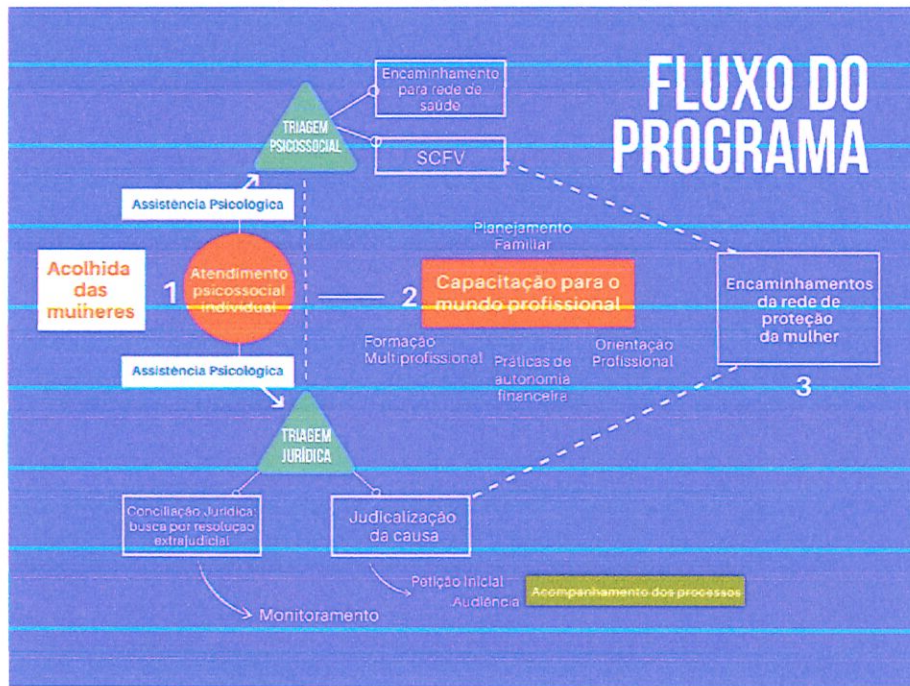 FLUXO DO
PROGRAMA
Encaminhamento
para rede de
saúde
TRIAGEM
PSICOSSOCIAL
SCFV
Assistência Psicologica
Acolhida
das
mulheres
1
Atendimento
psicossocial
individual
2
Planejamento
Familiar
Capacitação para o
mundo profissional
Formação
Multiprofissional
Práticas de
autonomia
financeira
Orientação
Profissional
Encaminhamentos
da rede de
proteção
da mulher
3
Assistência Psicologica
TRIAGEM
JURÍDICA
Conciliação Jurídica:
busca por resolução
extrajudicial
Judicalização
da causa
Monitoramento
Petição Inicial
Audiência
Acompanhamento dos processos